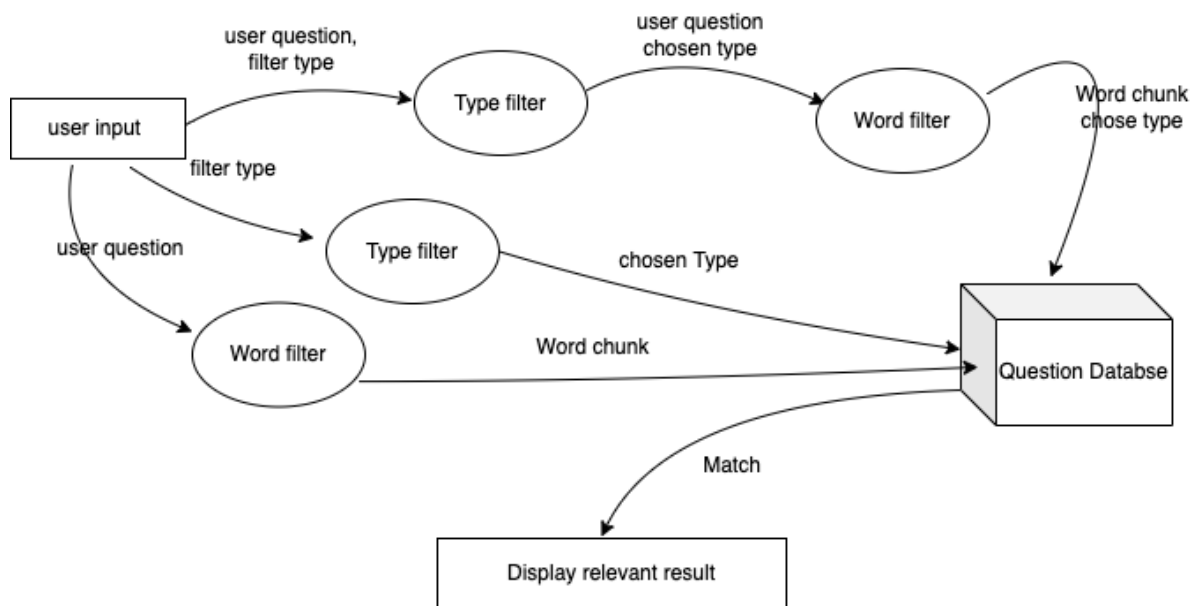 user question,
filter type
user question
chosen type
Type filter
Word filter
Word chunk
chose type
user input
filter type
user question
Type filter
chosen Type
Word filter
Word chunk
Question Databse
Match
Display relevant result